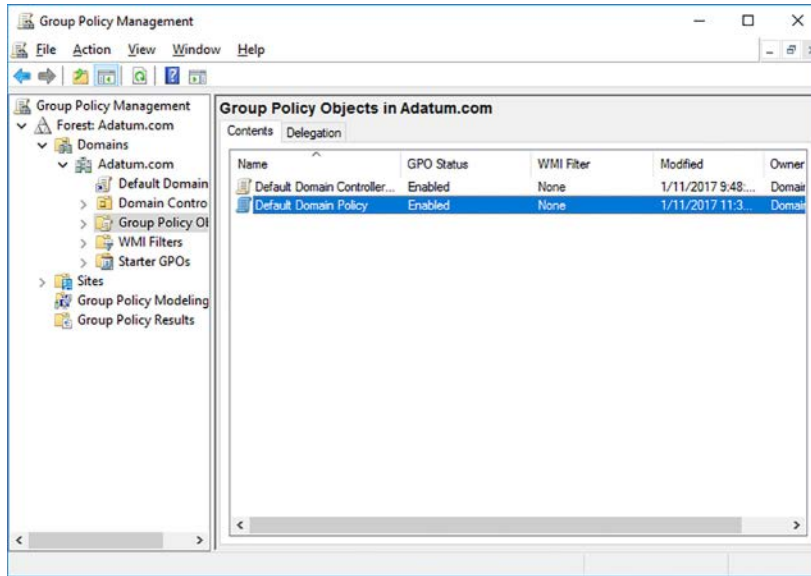 Group Policy Management
File Action View Window Help
Group Policy Management
Forest: Adatum.com
Domains
Adatum.com
Default Domain
Domain Contro
Group Policy Ob
WMI Filters
Starter GPOs
Sites
Group Policy Modeling
Group Policy Results
Group Policy Objects in Adatum.com
Contents Delegation
Name GPO Status WMI Filter Modified Owner
Default Domain Controller... Enabled None 1/11/2017 9:48:... Domain
Default Domain Policy Enabled None 1/11/2017 11:3... Domain